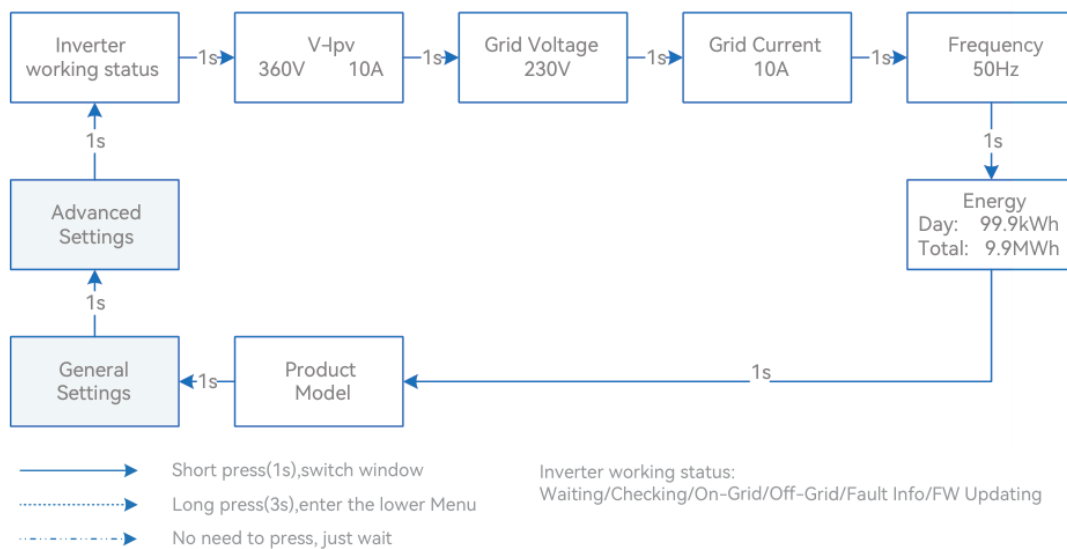 Inverter
working status
1s
V-Ipv
360V 10A
1s
Grid Voltage
230V
1s
Grid Current
10A
1s
Frequency
50Hz
1s
1s
Advanced
Settings
Energy
Day: 99.9kWh
Total: 9.9MWh
1s
General
Settings
1s
Product
Model
1s
Short press(1s),switch window
Long press(3s),enter the lower Menu
No need to press, just wait
Inverter working status:
Waiting/Checking/On-Grid/Off-Grid/Fault Info/FW Updating